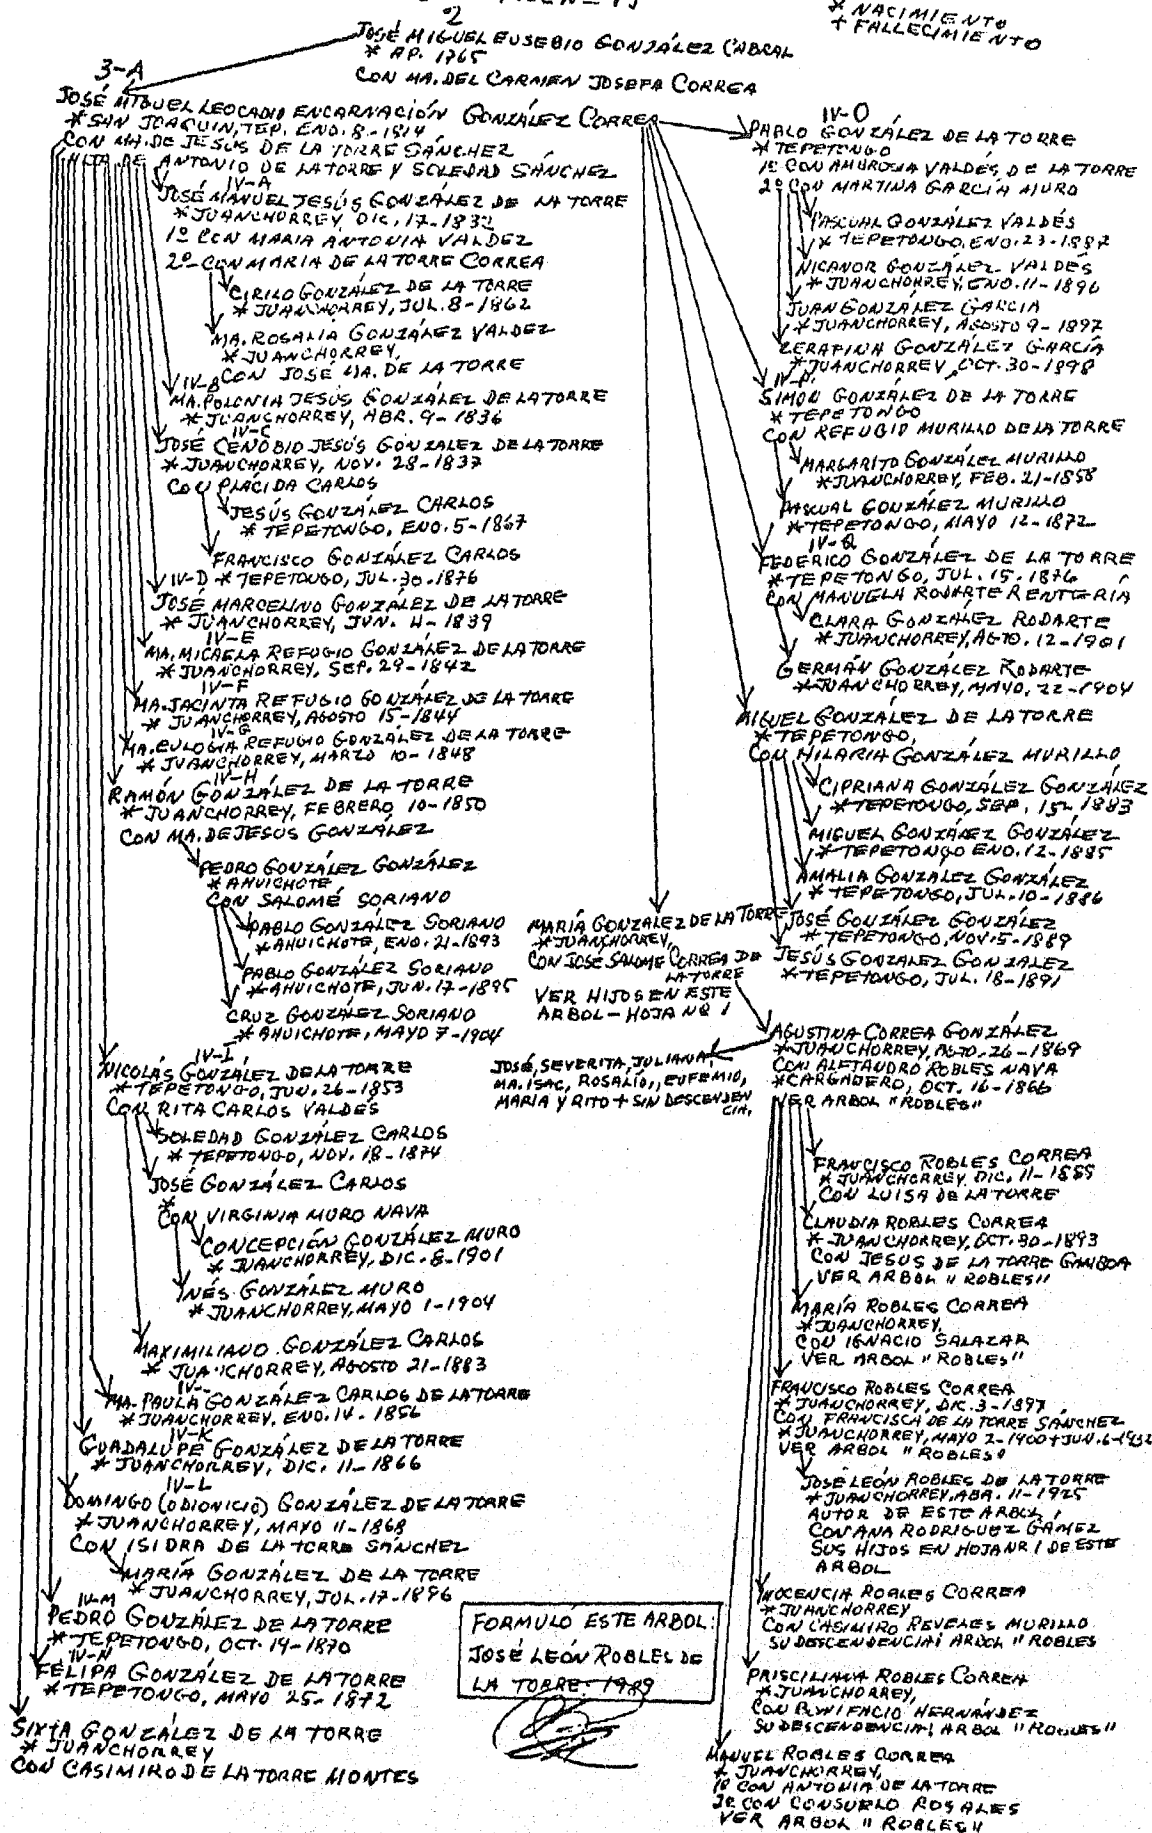 2
* NACIMIENTO
+ FALLECIMIENTO
JOSÉ MIGUEL EUSEBIO GONZÁLEZ CABRAL
* AP. 1765
CON MA. DEL CARMEN JOSEFA CORREA
3-A
JOSÉ MIGUEL LEOCADIO ENCARNACIÓN GONZÁLEZ CORREA
* SAN JOAQUIN, TEP. ENO. 8-1814
CON MA. DE JESÚS DE LA TORRE SÁNCHEZ
HIJA DE ANTONIO DE LA TORRE Y SOLEDAD SÁNCHEZ
IV-A
JOSÉ MANUEL JESÚS GONZÁLEZ DE LA TORRE
* JUANCHORREY, DIC. 17-1832
1º CON MARIA ANTONIA VALDEZ
2º CON MARIA DE LA TORRE CORREA
CIRILO GONZÁLEZ DE LA TORRE
* JUANCHORREY, JUL. 8-1862
MA. ROSALÍA GONZÁLEZ VALDEZ
* JUANCHORREY,
CON JOSÉ MA. DE LA TORRE
IV-B
MA. POLONIA JESÚS GONZÁLEZ DE LA TORRE
* JUANCHORREY, ABR. 9-1836
IV-C
JOSÉ CENOBIO JESÚS GONZALEZ DE LA TORRE
* JUANCHORREY, NOV. 28-1837
CON PLÁCIDA CARLOS
JESÚS GONZÁLEZ CARLOS
* TEPETONGO, ENO. 5-1867
FRANCISCO GONZÁLEZ CARLOS
* TEPETONGO, JUL. 30-1876
IV-D
JOSÉ MARCELINO GONZÁLEZ DE LA TORRE
* JUANCHORREY, JUN. 4-1839
IV-E
MA. MICAELA REFUGIO GONZÁLEZ DE LA TORRE
* JUANCHORREY, SEP. 29-1842
IV-F
MA. JACINTA REFUGIO GONZÁLEZ DE LA TORRE
* JUANCHORREY, AGOSTO 15-1844
IV-G
MA. EULOGIA REFUGIO GONZALEZ DE LA TORRE
* JUANCHORREY, MARZO 10-1848
IV-H
RAMÓN GONZÁLEZ DE LA TORRE
* JUANCHORREY, FEBRERO 10-1850
CON MA. DE JESUS GONZÁLEZ
PEDRO GONZÁLEZ GONZÁLEZ
* AHUICHOTE
CON SALOMÉ SORIANO
PABLO GONZÁLEZ SORIANO
* AHUICHOTE, ENO. 21-1893
PABLO GONZÁLEZ SORIANO
* AHUICHOTE, JUN. 17-1895
CRUZ GONZÁLEZ SORIANO
* AHUICHOTE, MAYO 7-1904
IV-I
NICOLÁS GONZÁLEZ DE LA TORRE
* TEPETONGO, JUN. 26-1853
CON RITA CARLOS VALDÉS
SOLEDAD GONZÁLEZ CARLOS
* TEPETONGO, NOV. 18-1874
JOSÉ GONZÁLEZ CARLOS
*
CON VIRGINIA MURO NAVA
CONCEPCIÓN GONZÁLEZ MURO
* JUANCHORREY, DIC. 8-1901
INÉS GONZÁLEZ MURO
* JUANCHORREY, MAYO 1-1904
MAXIMILIANO GONZÁLEZ CARLOS
* JUANCHORREY, AGOSTO 21-1883
IV-
MA. PAULA GONZÁLEZ CARLOS DE LA TORRE
* JUANCHORREY, ENO. 14-1856
IV-K
GUADALUPE GONZÁLEZ DE LA TORRE
* JUANCHORREY, DIC. 11-1866
IV-L
DOMINGO (O DIONICIO) GONZÁLEZ DE LA TORRE
* JUANCHORREY, MAYO 11-1868
CON ISIDRA DE LA TORRE SÁNCHEZ
MARÍA GONZÁLEZ DE LA TORRE
* JUANCHORREY, JUL. 17-1896
IV-M
PEDRO GONZÁLEZ DE LA TORRE
* TEPETONGO, OCT. 19-1870
IV-N
FELIPA GONZÁLEZ DE LA TORRE
* TEPETONGO, MAYO 25-1872
SIXTA GONZÁLEZ DE LA TORRE
* JUANCHORREY
CON CASIMIRO DE LA TORRE MONTES
IV-O
PABLO GONZÁLEZ DE LA TORRE
* TEPETONGO
1º CON AMBROSIA VALDÉS DE LA TORRE
2º CON MARTINA GARCÍA MURO
PASCUAL GONZÁLEZ VALDÉS
* TEPETONGO, ENO. 23-1887
NICANOR GONZÁLEZ VALDÉS
* JUANCHORREY, ENO. 11-1890
JUAN GONZÁLEZ GARCIA
* JUANCHORREY, AGOSTO 9-1897
ZERAFINA GONZÁLEZ GARCÍA
* JUANCHORREY, OCT. 30-1898
IV-P
SIMÓN GONZÁLEZ DE LA TORRE
* TEPETONGO
CON REFUGIO MURILLO DE LA TORRE
MARGARITO GONZÁLEZ MURILLO
* JUANCHORREY, FEB. 21-1858
PASCUAL GONZÁLEZ MURILLO
* TEPETONGO, MAYO 12-1872
IV-Q
FEDERICO GONZÁLEZ DE LA TORRE
* TEPETONGO, JUL. 15-1876
CON MANUELA RODARTE RENTERÍA
CLARA GONZÁLEZ RODARTE
* JUANCHORREY, AGTO. 12-1901
GERMÁN GONZÁLEZ RODARTE
* JUANCHORREY, MAYO, 22-1904
MIGUEL GONZÁLEZ DE LA TORRE
* TEPETONGO,
CON HILARIA GONZÁLEZ MURILLO
CIPRIANA GONZÁLEZ GONZÁLEZ
* TEPETONGO, SEP. 15-1883
MIGUEL GONZÁLEZ GONZÁLEZ
* TEPETONGO ENO. 12-1885
AMALIA GONZÁLEZ GONZÁLEZ
* TEPETONGO, JUL. 10-1886
JOSÉ GONZÁLEZ GONZÁLEZ
* TEPETONGO, NOV. 5-1889
JESÚS GONZÁLEZ GONZÁLEZ
* TEPETONGO, JUL. 18-1891
MARÍA GONZÁLEZ DE LA TORRE
* JUANCHORREY,
CON JOSÉ SALOMÉ CORREA DE
LA TORRE
VER HIJOS EN ESTE
ARBOL - HOJA Nº 1
AGUSTINA CORREA GONZÁLEZ
* JUANCHORREY, AGTO. 26-1869
CON ALEJANDRO ROBLES NAVA
* CARGADERO, OCT. 16-1866
VER ARBOL "ROBLES"
JOSÉ, SEVERITA, JULIANA,
MA. ISAC, ROSALÍO, EUFEMIO,
MARIA Y RITO + SIN DESCENDEN
CIA.
FRANCISCO ROBLES CORREA
* JUANCHORREY, DIC. 11-1885
CON LUISA DE LA TORRE
CLAUDIA ROBLES CORREA
* JUANCHORREY, OCT. 30-1893
CON JESUS DE LA TORRE GAMBOA
VER ARBOL "ROBLES"
MARÍA ROBLES CORREA
* JUANCHORREY,
CON IGNACIO SALAZAR
VER ARBOL "ROBLES"
FRANCISCO ROBLES CORREA
* JUANCHORREY, DIC. 3-1897
CON FRANCISCA DE LA TORRE SÁNCHEZ
* JUANCHORREY, MAYO 2-1900 + JUN. 6-1932
VER ARBOL "ROBLES"
JOSÉ LEÓN ROBLES DE LA TORRE
* JUANCHORREY, ABR. 11-1925
AUTOR DE ESTE ARBOL,
CON ANA RODRIGUEZ GÁMEZ
SUS HIJOS EN HOJA NR 1 DE ESTE
ARBOL
INOCENCIA ROBLES CORREA
* JUANCHORREY
CON CASIMIRO REVELES MURILLO
SU DESCENDENCIA; ARBOL "ROBLES
PRISCILIANA ROBLES CORREA
* JUANCHORREY,
CON BONIFACIO HERNÁNDEZ
SU DESCENDENCIA; ARBOL "ROBLES"
MANUEL ROBLES CORREA
* JUANCHORREY,
1º CON ANTONIA DE LA TORRE
2º CON CONSUELO ROSALES
VER ARBOL "ROBLES"
FORMULÓ ESTE ARBOL:
JOSÉ LEÓN ROBLES DE
LA TORRE - 1989